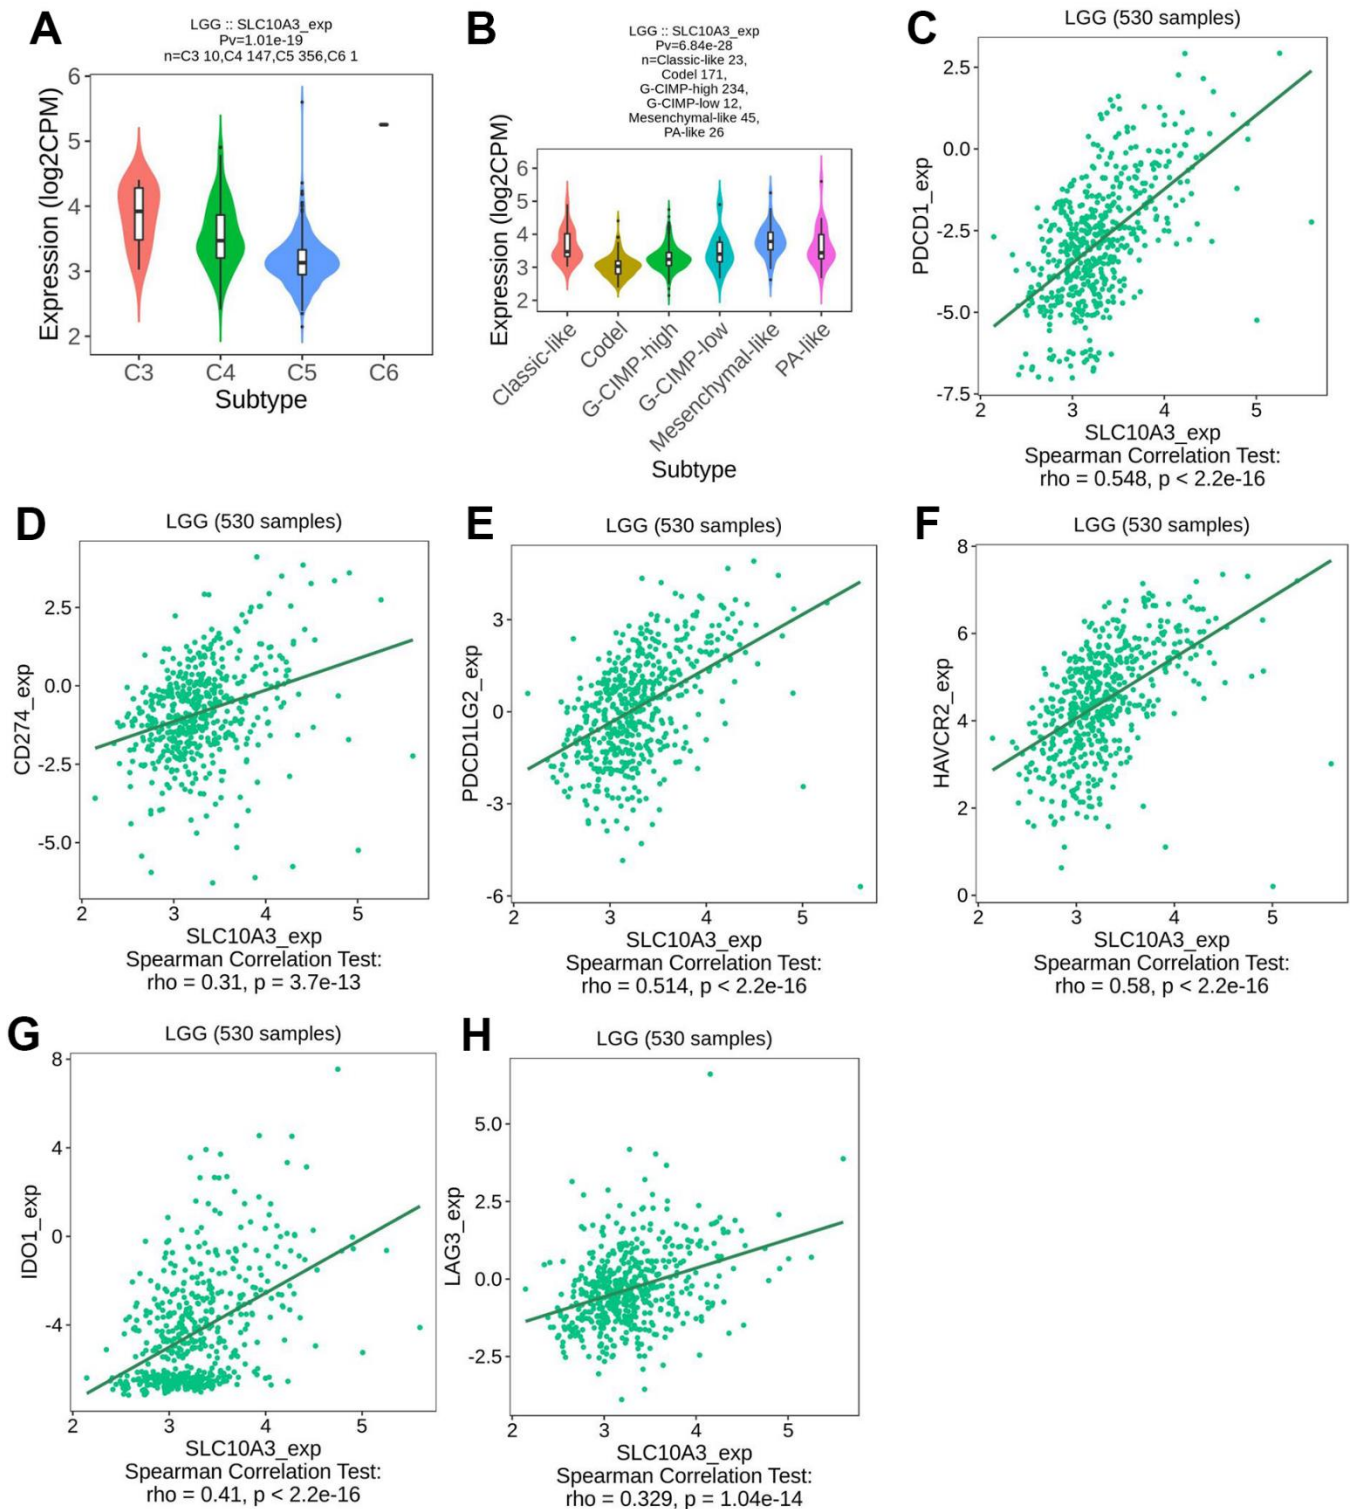 A
LGG :: SLC10A3_exp
Pv=1.01e-19
n=C3 10,C4 147,C5 356,C6 1
Expression (log2CPM)
6
5
4
3
2
C3 C4 C5 C6
Subtype
B
LGG :: SLC10A3_exp
Pv=6.84e-28
n=Classic-like 23,
Codel 171,
G-CIMP-high 234,
G-CIMP-low 12,
Mesenchymal-like 45,
PA-like 26
Expression (log2CPM)
6
5
4
3
2
Classic-like
Codel
G-CIMP-high
G-CIMP-low
Mesenchymal-like
PA-like
Subtype
C
LGG (530 samples)
PDCD1_exp
2.5
0.0
-2.5
-5.0
-7.5
2 3 4 5
SLC10A3_exp
Spearman Correlation Test:
rho = 0.548, p < 2.2e-16
D
LGG (530 samples)
CD274_exp
2.5
0.0
-2.5
-5.0
2 3 4 5
SLC10A3_exp
Spearman Correlation Test:
rho = 0.31, p = 3.7e-13
E
LGG (530 samples)
PDCD1LG2_exp
3
0
-3
-6
2 3 4 5
SLC10A3_exp
Spearman Correlation Test:
rho = 0.514, p < 2.2e-16
F
LGG (530 samples)
HAVCR2_exp
8
6
4
2
0
2 3 4 5
SLC10A3_exp
Spearman Correlation Test:
rho = 0.58, p < 2.2e-16
G
LGG (530 samples)
IDO1_exp
8
4
0
-4
2 3 4 5
SLC10A3_exp
Spearman Correlation Test:
rho = 0.41, p < 2.2e-16
H
LGG (530 samples)
LAG3_exp
5.0
2.5
0.0
-2.5
2 3 4 5
SLC10A3_exp
Spearman Correlation Test:
rho = 0.329, p = 1.04e-14